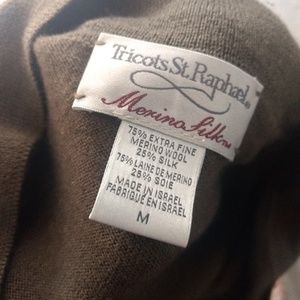 Tricots St. Raphael®
Merino Silk
75% EXTRA FINE
MERINO WOOL
25% SILK
75% LAINE DE MERINO
25% SOIE
MADE IN ISRAEL
FABRIQUÉ EN ISRAEL
M